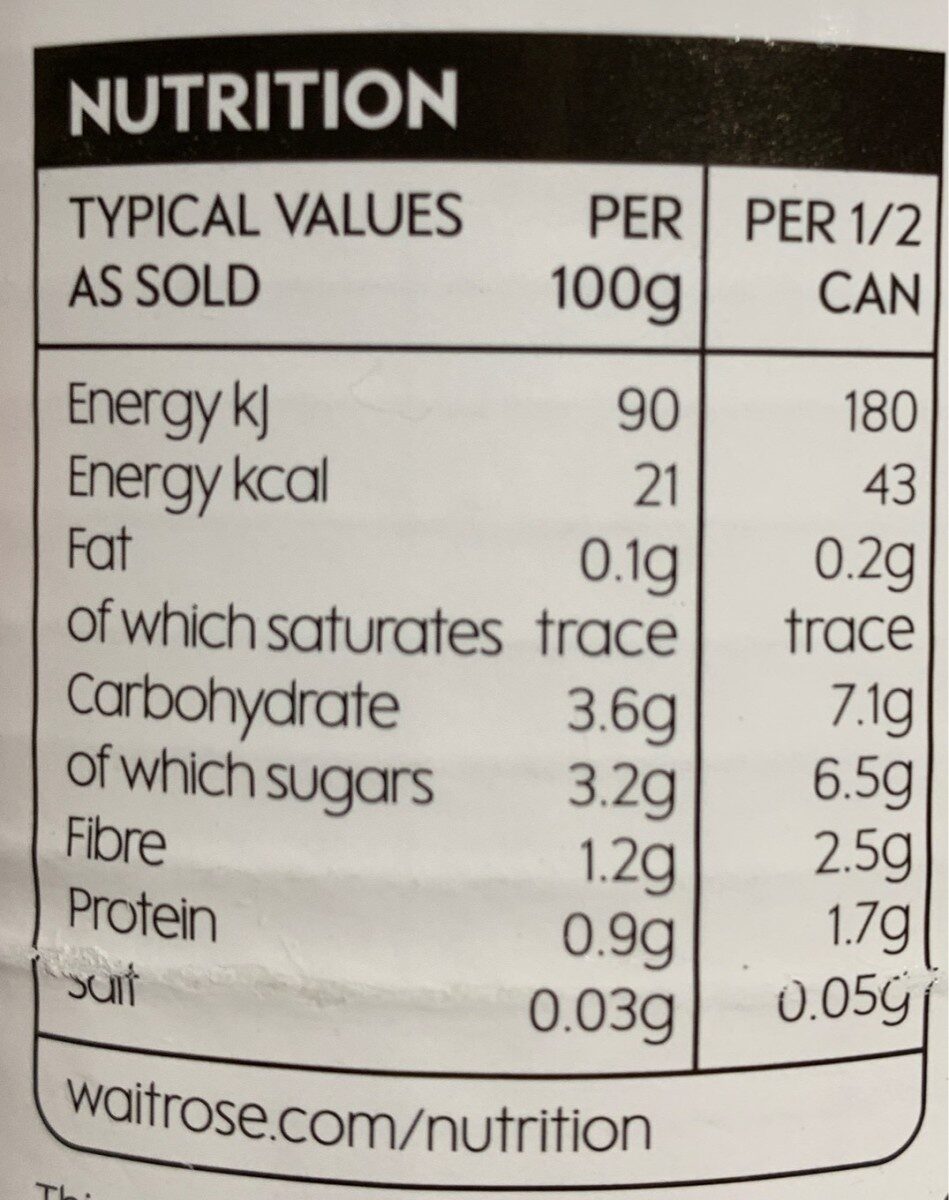 NUTRITION
TYPICAL VALUES PER PER 1/2
AS SOLD 100g CAN
Energy kJ 90 180
Energy kcal 21 43
Fat 0.1g 0.2g
of which saturates trace trace
Carbohydrate 3.6g 7.1g
of which sugars 3.2g 6.5g
Fibre 1.2g 2.5g
Protein 0.9g 1.7g
Salt 0.03g 0.05g
waitrose.com/nutrition